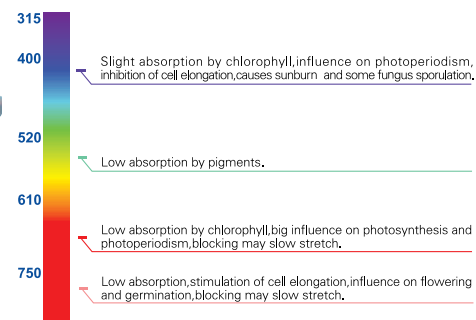 315
400
Slight absorption by chlorophyll,influence on photoperiodism,
inhibition of cell elongation,causes sunburn and some fungus sporulation.
520
Low absorption by pigments.
610
Low absorption by chlorophyll,big influence on photosynthesis and
photoperiodism,blocking may slow stretch.
750
Low absorption,stimulation of cell elongation,influence on flowering
and germination,blocking may slow stretch.